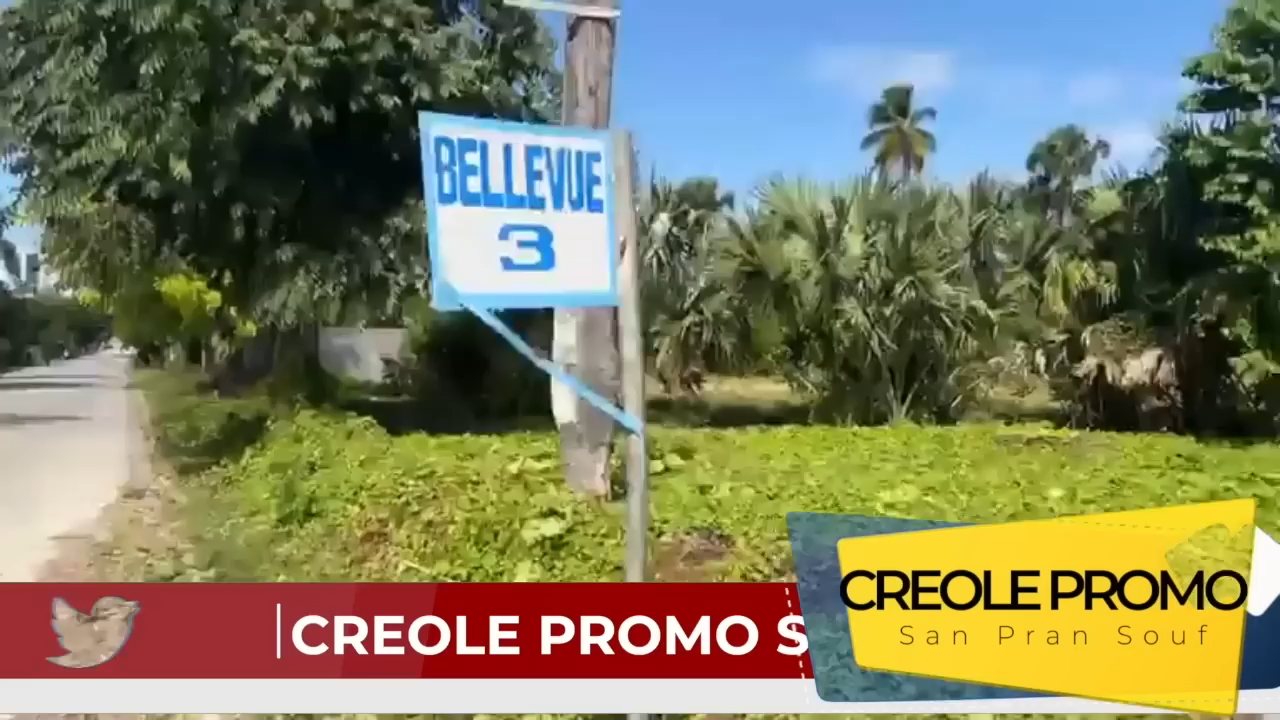 BELLEVUE
3
CREOLE PROMO S
CREOLE PROMO
San Pran Souf